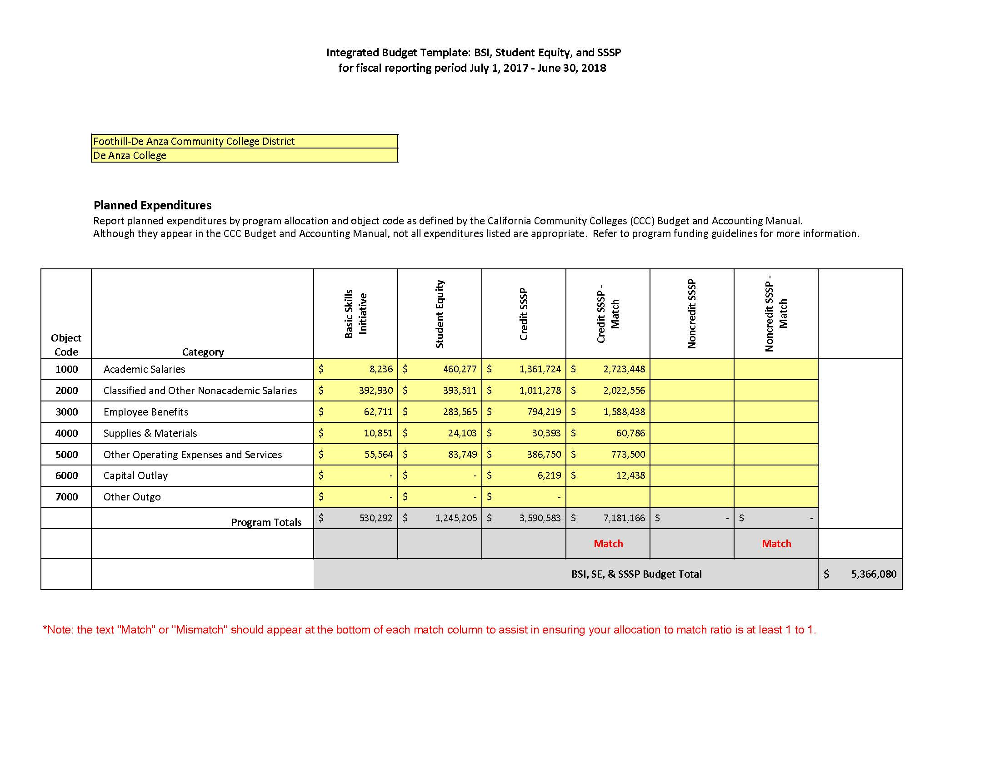 Integrated Budget Template: BSI, Student Equity, and SSSP
for fiscal reporting period July 1, 2017 - June 30, 2018
Foothill-De Anza Community College District
De Anza College
Planned Expenditures
Report planned expenditures by program allocation and object code as defined by the California Community Colleges (CCC) Budget and Accounting Manual.
Although they appear in the CCC Budget and Accounting Manual, not all expenditures listed are appropriate.  Refer to program funding guidelines for more information.
Object
Code
Category
Basic Skills
Initiative
Student Equity
Credit SSSP
Credit SSSP -
Match
Noncredit SSSP
Noncredit SSSP -
Match
1000 Academic Salaries $ 8,236 $ 460,277 $ 1,361,724 $ 2,723,448
2000 Classified and Other Nonacademic Salaries $ 392,930 $ 393,511 $ 1,011,278 $ 2,022,556
3000 Employee Benefits $ 62,711 $ 283,565 $ 794,219 $ 1,588,438
4000 Supplies & Materials $ 10,851 $ 24,103 $ 30,393 $ 60,786
5000 Other Operating Expenses and Services $ 55,564 $ 83,749 $ 386,750 $ 773,500
6000 Capital Outlay $ - $ - $ 6,219 $ 12,438
7000 Other Outgo $ - $ - $ -
Program Totals $ 530,292 $ 1,245,205 $ 3,590,583 $ 7,181,166 $ - $ -
Match Match
BSI, SE, & SSSP Budget Total $ 5,366,080
*Note: the text "Match" or "Mismatch" should appear at the bottom of each match column to assist in ensuring your allocation to match ratio is at least 1 to 1.